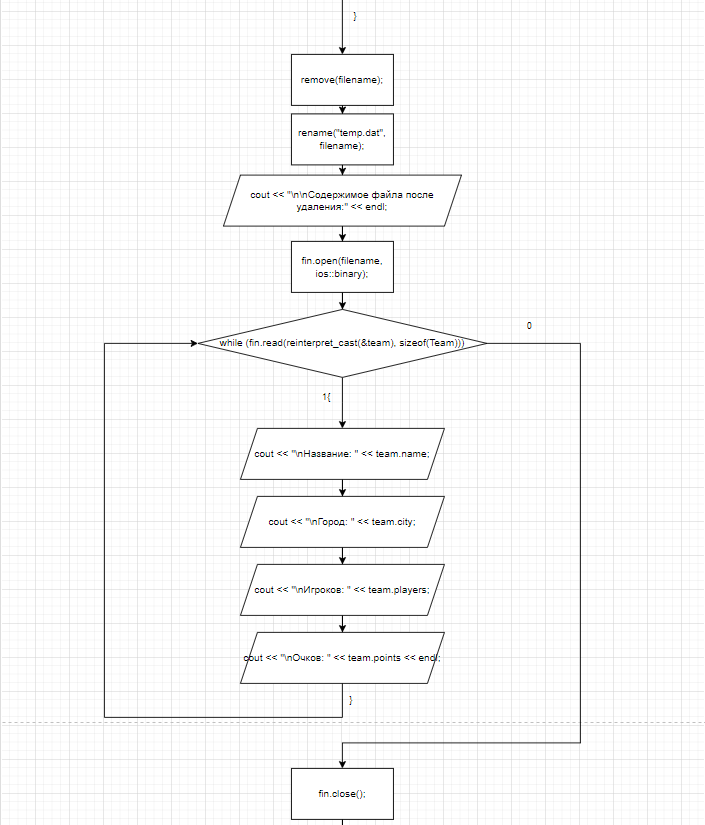 }
remove(filename);
rename("temp.dat",
filename);
cout << "\n\nСодержимое файла после
удаления:" << endl;
fin.open(filename,
ios::binary);
0
while (fin.read(reinterpret_cast(&team), sizeof(Team)))
1{
cout << "\nНазвание: " << team.name;
cout << "\nГород: " << team.city;
cout << "\nИгроков: " << team.players;
cout << "\nОчков: " << team.points << endl;
}
fin.close();